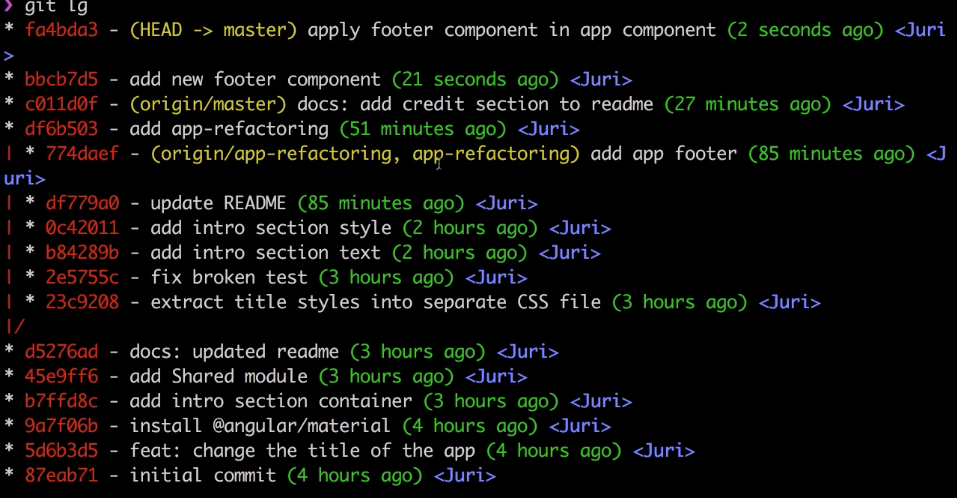 ❯ git lg
* fa4bda3 - (HEAD -> master) apply footer component in app component (2 seconds ago) <Juri
>
* bbcb7d5 - add new footer component (21 seconds ago) <Juri>
* c011d0f - (origin/master) docs: add credit section to readme (27 minutes ago) <Juri>
* df6b503 - add app-refactoring (51 minutes ago) <Juri>
| * 774daef - (origin/app-refactoring, app-refactoring) add app footer (85 minutes ago) <J
uri>
| * df779a0 - update README (85 minutes ago) <Juri>
| * 0c42011 - add intro section style (2 hours ago) <Juri>
| * b84289b - add intro section text (2 hours ago) <Juri>
| * 2e5755c - fix broken test (3 hours ago) <Juri>
| * 23c9208 - extract title styles into separate CSS file (3 hours ago) <Juri>
|/
* d5276ad - docs: updated readme (3 hours ago) <Juri>
* 45e9ff6 - add Shared module (3 hours ago) <Juri>
* b7ffd8c - add intro section container (3 hours ago) <Juri>
* 9a7f06b - install @angular/material (4 hours ago) <Juri>
* 5d6b3d5 - feat: change the title of the app (4 hours ago) <Juri>
* 87eab71 - initial commit (4 hours ago) <Juri>